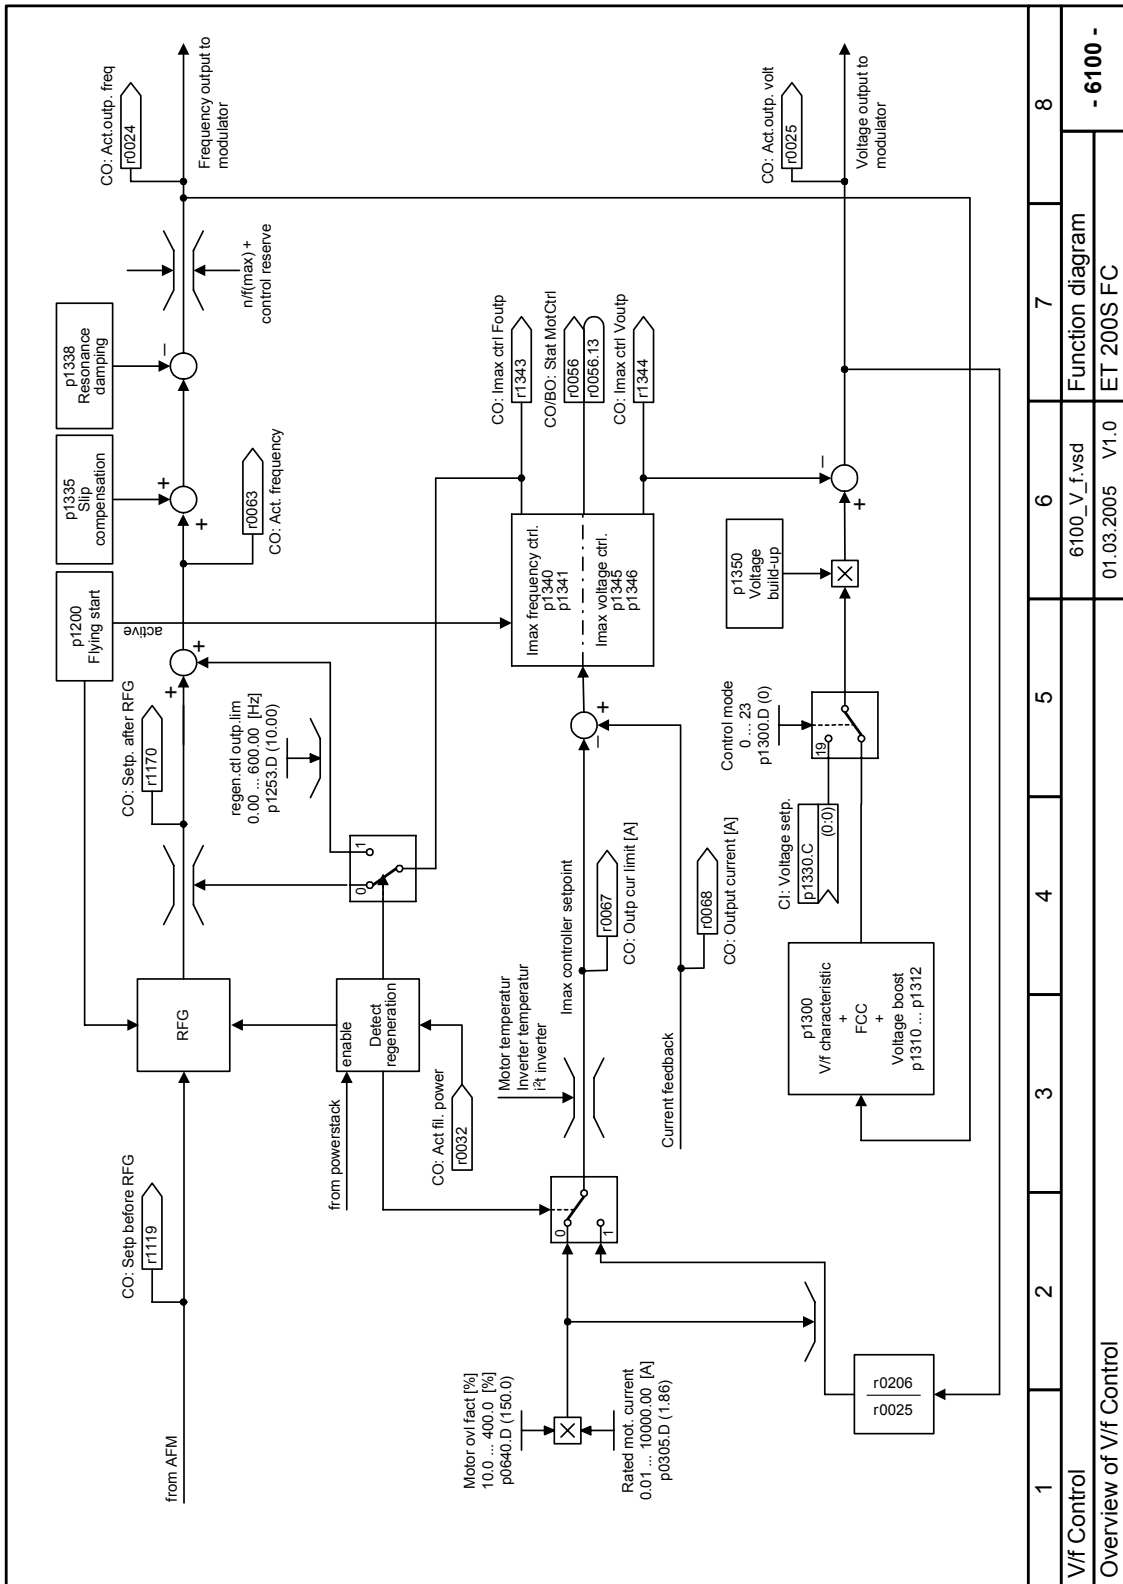 from AFM
CO: Setp before RFG
r1119
RFG
CO: Setp. after RFG
r1170
p1200
Flying start
active
p1335
Slip
compensation
p1338
Resonance
damping
+
+
+
+
–
r0063
CO: Act. frequency
n/f(max) +
control reserve
CO: Act.outp. freq
r0024
Frequency output to
modulator
from powerstack
enable
Detect
regeneration
CO: Act fil. power
r0032
0
1
regen.ctl outp.lim
0.00 ... 600.00 [Hz]
p1253.D (10.00)
Motor ovl fact [%]
10.0 ... 400.0 [%]
p0640.D (150.0)
Rated mot. current
0.01 ... 10000.00 [A]
p0305.D (1.86)
0
1
Motor temperatur
Inverter temperatur
i²t inverter
Imax controller setpoint
r0067
CO: Outp cur limit [A]
Current feedback
r0068
CO: Output current [A]
–
+
Imax frequency ctrl.
p1340
p1341
Imax voltage ctrl.
p1345
p1346
CO: Imax ctrl Foutp
r1343
CO/BO: Stat MotCtrl
r0056
r0056.13
CO: Imax ctrl Voutp
r1344
r0206
r0025
p1300
V/f characteristic
+
FCC
+
Voltage boost
p1310 ... p1312
CI: Voltage setp.
p1330.C
(0:0)
Control mode
0 ... 23
p1300.D (0)
19
p1350
Voltage
build-up
+
–
CO: Act.outp. volt
r0025
Voltage output to
modulator
1 2 3 4 5 6 7 8
V/f Control
6100_V_f.vsd
Function diagram
- 6100 -
Overview of V/f Control
01.03.2005 V1.0
ET 200S FC